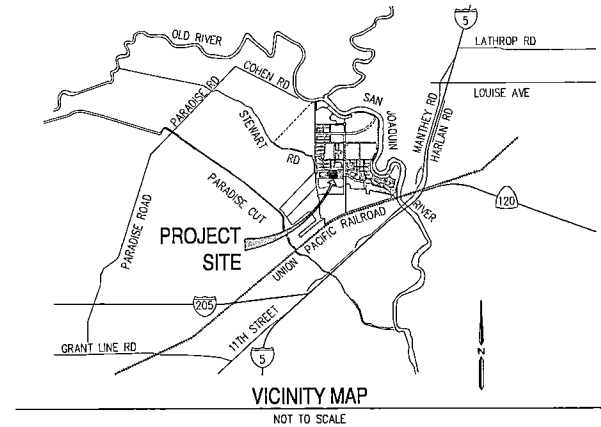 5
OLD RIVER
LATHROP RD
COHEN RD
LOUISE AVE
PARADISE RD
SAN
JOAQUIN
RIVER
MANTHEY RD
HARLAN RD
STEWART
RD
120
PARADISE CUT
PARADISE ROAD
PROJECT
SITE
UNION PACIFIC RAILROAD
205
11TH STREET
GRANT LINE RD
5
N
VICINITY MAP
NOT TO SCALE